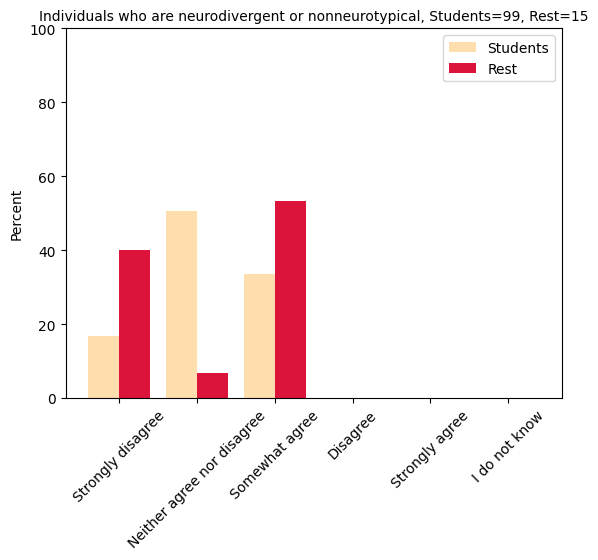 Individuals who are neurodivergent or nonneurotypical, Students=99, Rest=15
100
80
60
40
20
0
Percent
Students
Rest
Strongly disagree
Neither agree nor disagree
Somewhat agree
Disagree
Strongly agree
I do not know